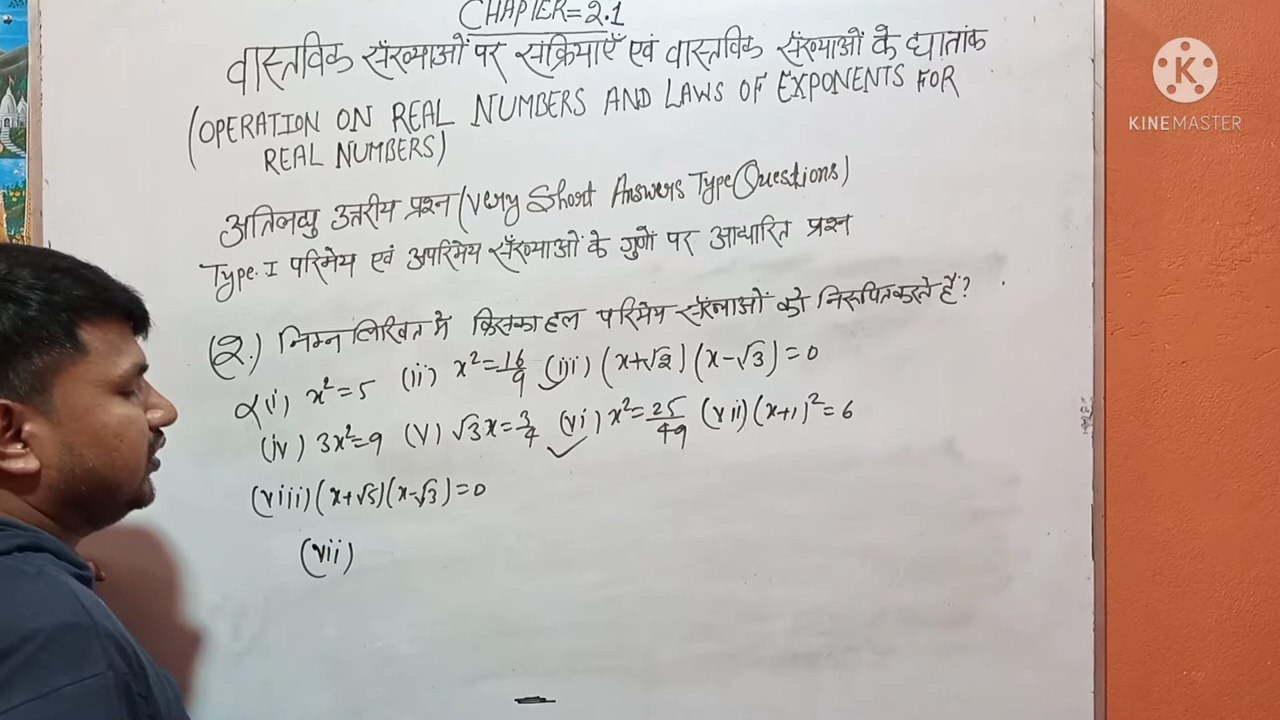 CHAPTER=2.1
वास्तविक संख्याओं पर संक्रियाएँ एवं वास्तविक संख्याओं के घातांक
(OPERATION ON REAL NUMBERS AND LAWS OF EXPONENTS FOR
REAL NUMBERS)
अतिलघु उत्तरीय प्रश्न (Very Short Answers Type Questions)
Type-I परिमेय एवं अपरिमेय सँख्याओं के गुणों पर आधारित प्रश्न
(2.) निम्न लिखित में किसका हल परिमेय सँख्याओं को निरूपित करते हैं?
(i) x²=5 (ii) x²=16/9 (iii) (x+√2)(x-√3)=0
(iv) 3x²=9 (v) √3x=3/4 (vi) x²=25/49 (vii) (x+1)²=6
(viii) (x+√5)(x-√3)=0
(vii)
KINEMASTER